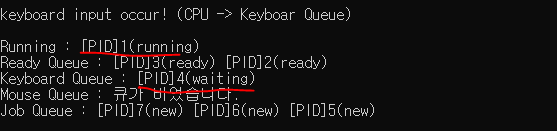 keyboard input occur! (CPU -> Keyboar Queue)
Running : [PID]1(running)
Ready Queue : [PID]3(ready) [PID]2(ready)
Keyboard Queue : [PID]4(waiting)
Mouse Queue : 큐가 비었습니다.
Job Queue : [PID]7(new) [PID]6(new) [PID]5(new)